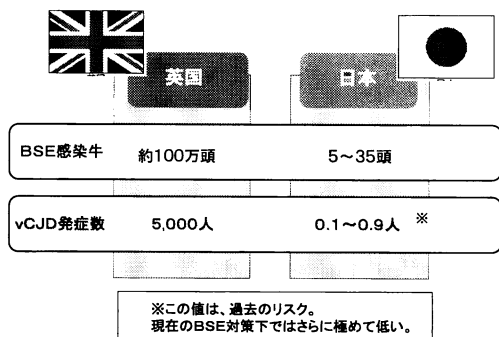 英国 日本
BSE感染牛 約100万頭 5～35頭
vCJD発症数 5,000人 0.1～0.9人 ※
※この値は、過去のリスク。
現在のBSE対策下ではさらに極めて低い。